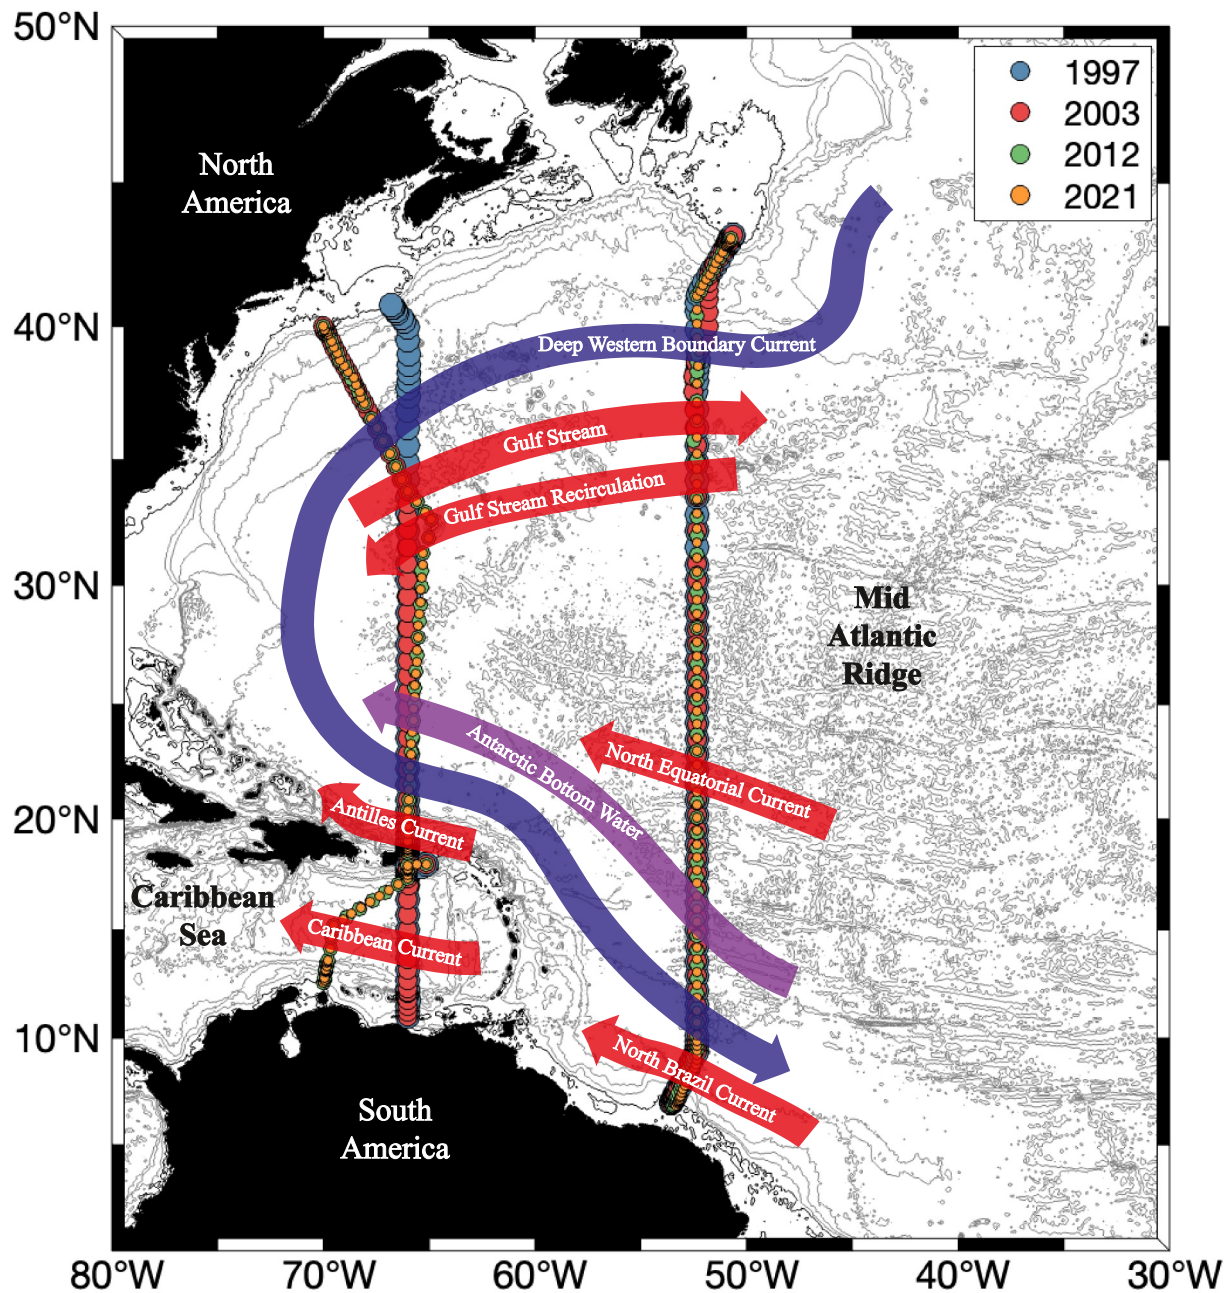 50°N
40°N
30°N
20°N
10°N
80°W
70°W
60°W
50°W
40°W
30°W
1997
2003
2012
2021
North
America
Deep Western Boundary Current
Gulf Stream
Gulf Stream Recirculation
Mid
Atlantic
Ridge
Antarctic Bottom Water
North Equatorial Current
Antilles Current
Caribbean
Sea
Caribbean Current
North Brazil Current
South
America